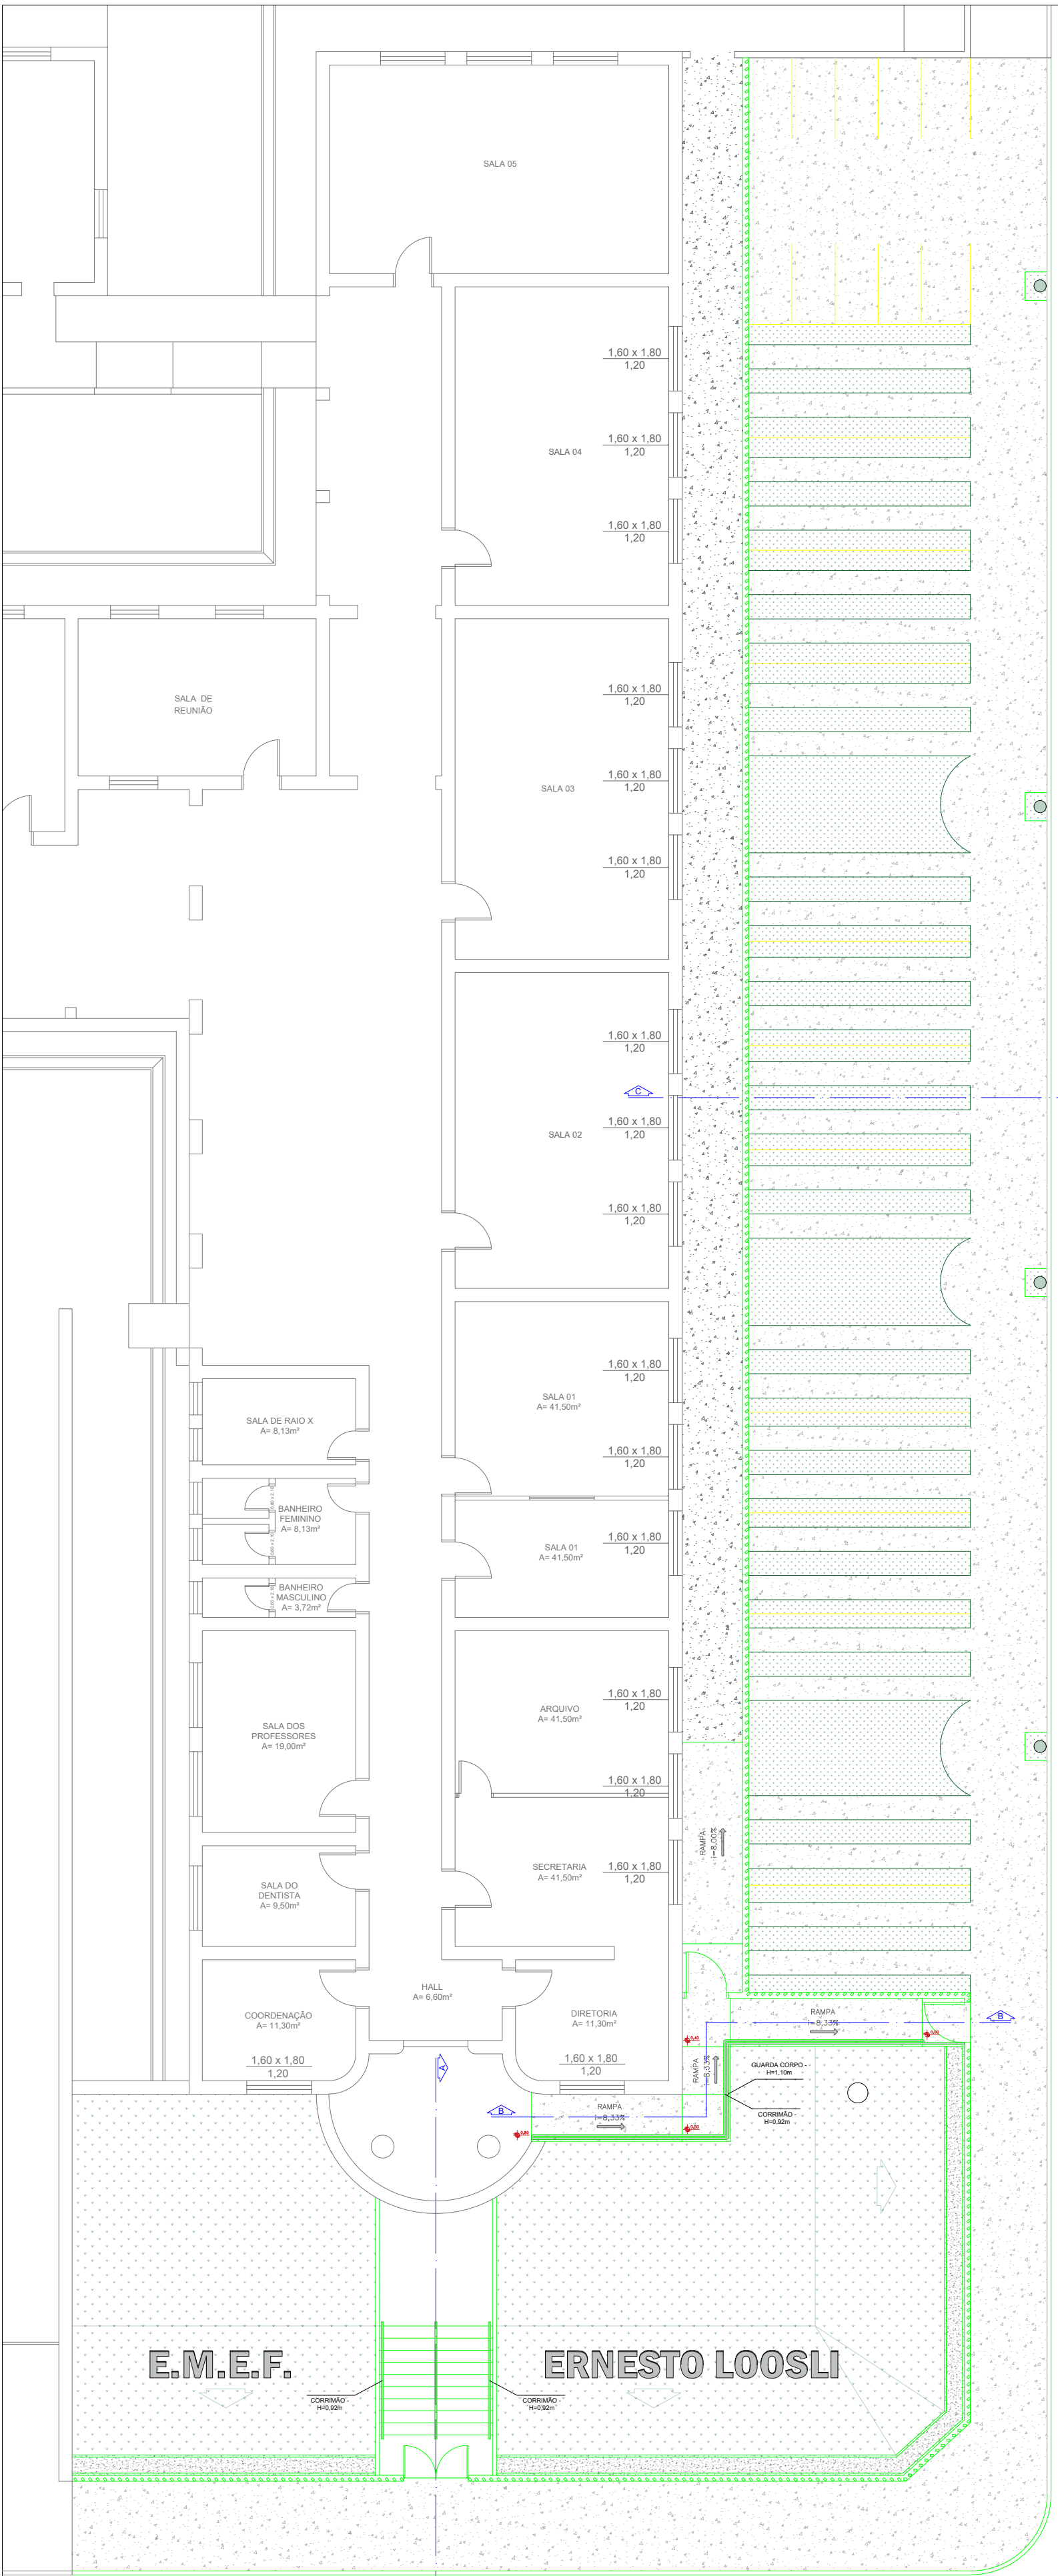 SALA 05
1,60 x 1,80
1,20
SALA 04
1,60 x 1,80
1,20
1,60 x 1,80
1,20
SALA DE
REUNIÃO
1,60 x 1,80
1,20
SALA 03
1,60 x 1,80
1,20
1,60 x 1,80
1,20
1,60 x 1,80
1,20
C
SALA 02
1,60 x 1,80
1,20
1,60 x 1,80
1,20
SALA 01
A= 41,50m²
1,60 x 1,80
1,20
SALA DE RAIO X
A= 8,13m²
1,60 x 1,80
1,20
BANHEIRO
FEMININO
A= 8,13m²
SALA 01
A= 41,50m²
1,60 x 1,80
1,20
BANHEIRO
MASCULINO
A= 3,72m²
ARQUIVO
A= 41,50m²
1,60 x 1,80
1,20
SALA DOS
PROFESSORES
A= 19,00m²
1,60 x 1,80
1,20
RAMPA
i=8,00%
SECRETARIA
A= 41,50m²
1,60 x 1,80
1,20
SALA DO
DENTISTA
A= 9,50m²
HALL
A= 6,60m²
COORDENAÇÃO
A= 11,30m²
DIRETORIA
A= 11,30m²
RAMPA
i=8,33%
B
1,60 x 1,80
1,20
1,60 x 1,80
1,20
A
RAMPA
i=8,33%
GUARDA CORPO -
H=1,10m
CORRIMÃO -
H=0,92m
B
RAMPA
i=8,33%
E.M.E.F.
ERNESTO LOOSLI
CORRIMÃO -
H=0,92m
CORRIMÃO -
H=0,92m